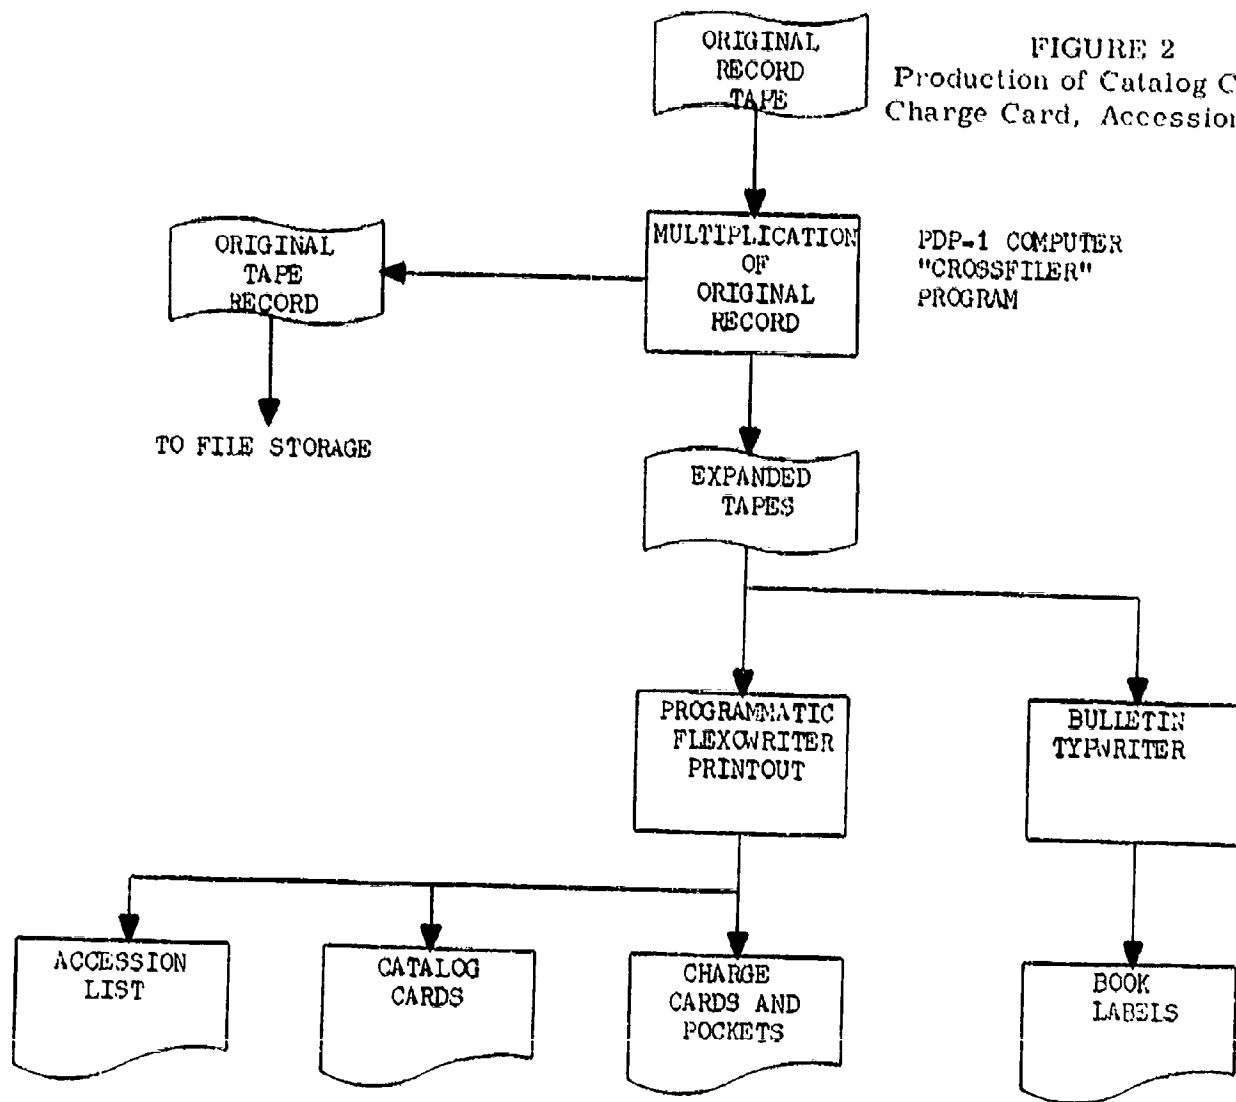 ORIGINAL
RECORD
TAPE
FIGURE 2
Production of Catalog C
Charge Card, Accession
MULTIPLICATION
OF
ORIGINAL
RECORD
PDP-1 COMPUTER
"CROSSFILER"
PROGRAM
ORIGINAL
TAPE
RECORD
TO FILE STORAGE
EXPANDED
TAPES
PROGRAMMATIC
FLEXOWRITER
PRINTOUT
BULLETIN
TYPWRITER
ACCESSION
LIST
CATALOG
CARDS
CHARGE
CARDS AND
POCKETS
BOOK
LABELS